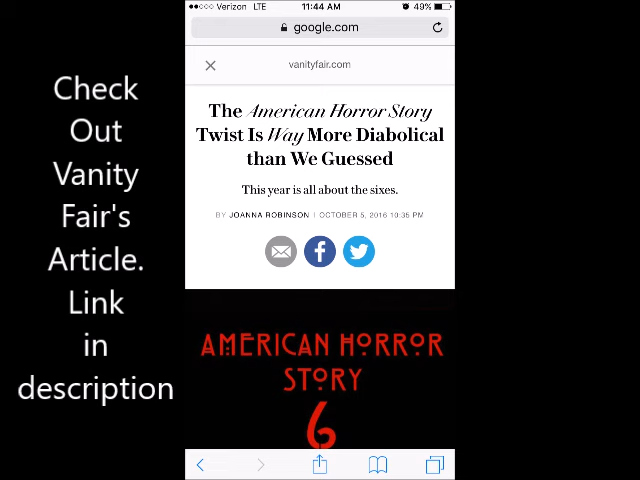 Check
Out
Vanity
Fair's
Article.
Link
in
description
Verizon LTE 11:44 AM 49%
google.com
vanityfair.com
The American Horror Story
Twist Is Way More Diabolical
than We Guessed
This year is all about the sixes.
BY JOANNA ROBINSON | OCTOBER 5, 2016 10:35 PM
AMERICAN HORROR
STORY
6